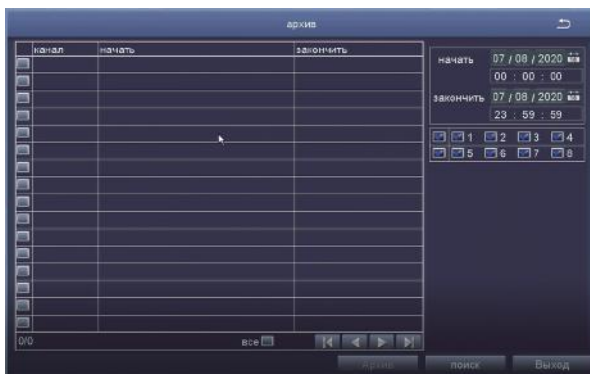 архив
канал начать закончить
начать 07 / 08 / 2020
00 : 00 : 00
закончить 07 / 08 / 2020
23 : 59 : 59
1 2 3 4
5 6 7 8
0/0 все
Архив поиск Выход